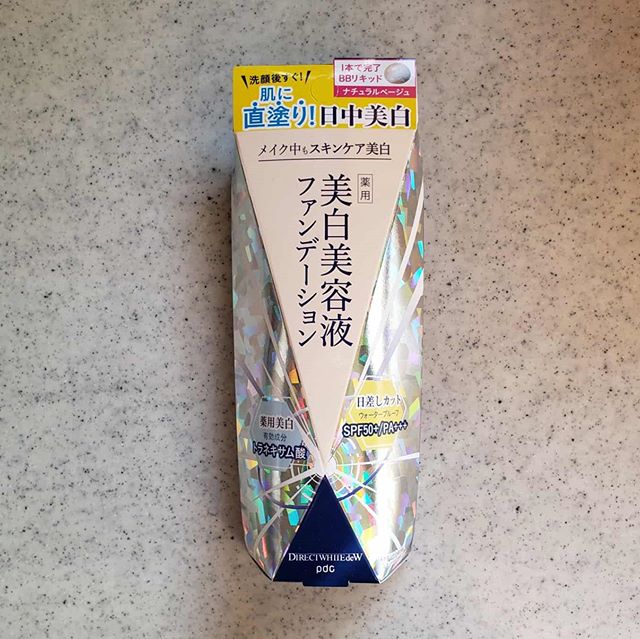 洗顔後すぐ!
肌に
直塗り!日中美白
1本で完了
BBリキッド
ナチュラルベージュ
メイク中もスキンケア美白
薬用
美白美容液
ファンデーション
薬用美白
有効成分
トラネキサム酸
日差しカット
ウォータープルーフ
SPF50+/PA+++
DIRECTWHITE deW
pdc